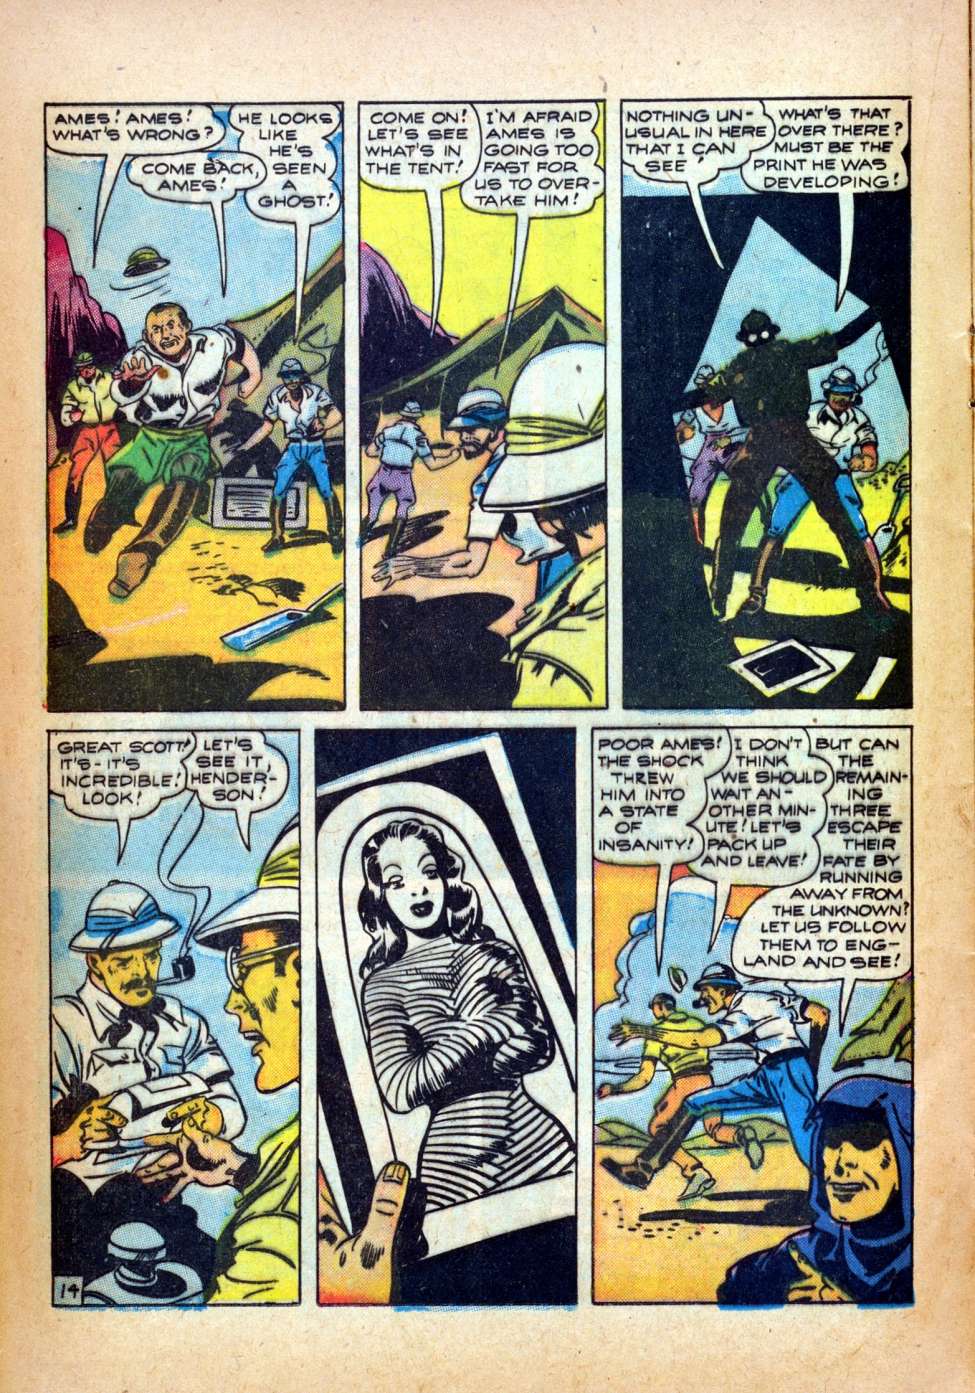 AMES! AMES!
WHAT'S WRONG?
COME BACK,
AMES!
HE LOOKS
LIKE
HE'S
SEEN
A
GHOST!
COME ON!
LET'S SEE
WHAT'S IN
THE TENT!
I'M AFRAID
AMES IS
GOING TOO
FAST FOR
US TO OVER-
TAKE HIM!
NOTHING UN-
USUAL IN HERE
THAT I CAN
SEE!
WHAT'S THAT
OVER THERE?
MUST BE THE
PRINT HE WAS
DEVELOPING!
GREAT SCOTT!
IT'S - IT'S
INCREDIBLE!
LOOK!
LET'S
SEE IT,
HENDER-
SON!
POOR AMES!
THE SHOCK
THREW
HIM INTO
A STATE
OF
INSANITY!
I DON'T
THINK
WE SHOULD
WAIT AN-
OTHER MIN-
UTE! LET'S
PACK UP
AND LEAVE!
BUT CAN
THE
REMAIN-
ING
THREE
ESCAPE
THEIR
FATE BY
RUNNING
AWAY FROM
THE UNKNOWN?
LET US FOLLOW
THEM TO ENG-
LAND AND SEE!
14